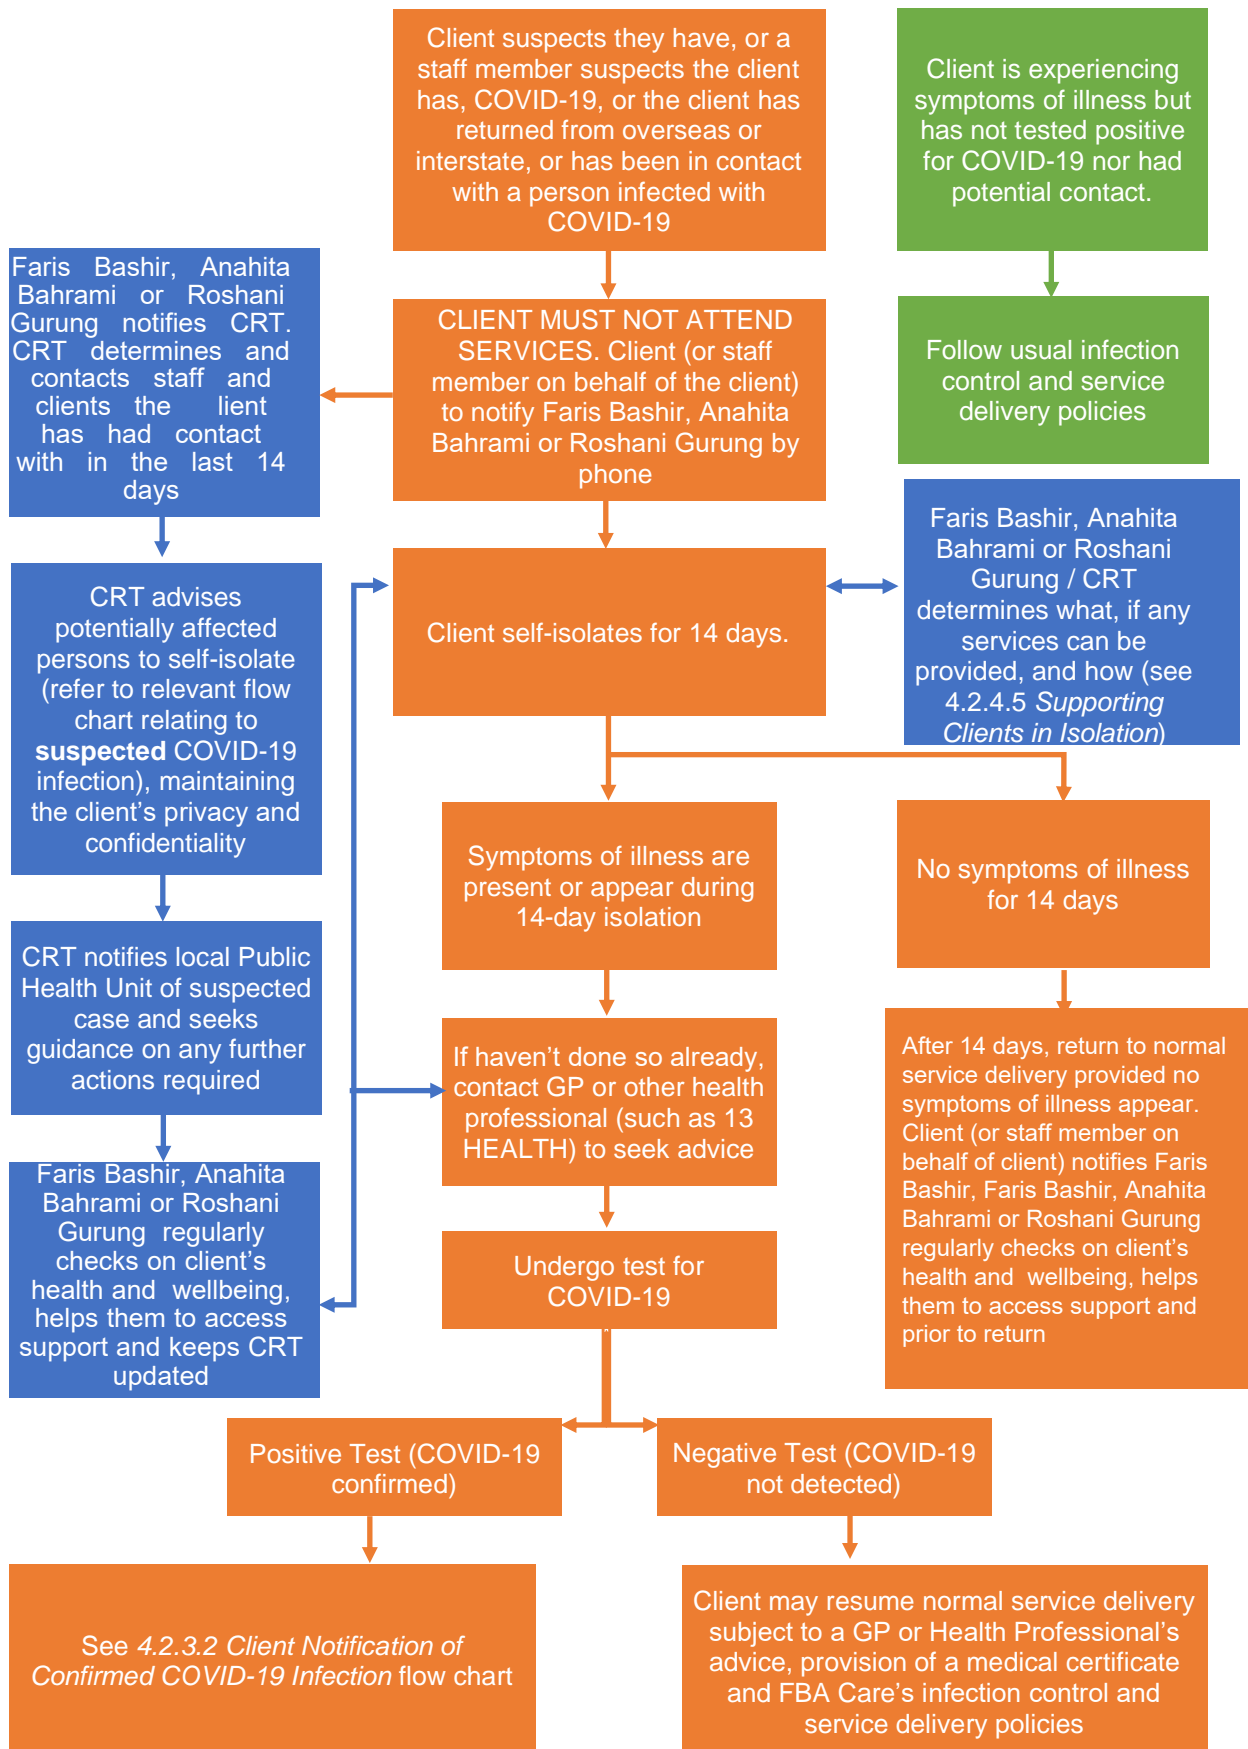 Client suspects they have, or a
staff member suspects the client
has, COVID-19, or the client has
returned from overseas or
interstate, or has been in contact
with a person infected with
COVID-19
Client is experiencing
symptoms of illness but
has not tested positive
for COVID-19 nor had
potential contact.
Faris Bashir, Anahita
Bahrami or Roshani
Gurung notifies CRT.
CRT determines and
contacts staff and
clients the lient
has had contact
with in the last 14
days
CLIENT MUST NOT ATTEND
SERVICES. Client (or staff
member on behalf of the client)
to notify Faris Bashir, Anahita
Bahrami or Roshani Gurung by
phone
Follow usual infection
control and service
delivery policies
CRT advises
potentially affected
persons to self-isolate
(refer to relevant flow
chart relating to
suspected COVID-19
infection), maintaining
the client's privacy and
confidentiality
Client self-isolates for 14 days.
Faris Bashir, Anahita
Bahrami or Roshani
Gurung / CRT
determines what, if any
services can be
provided, and how (see
4.2.4.5 Supporting
Clients in Isolation)
Symptoms of illness are
present or appear during
14-day isolation
No symptoms of illness
for 14 days
CRT notifies local Public
Health Unit of suspected
case and seeks
guidance on any further
actions required
If haven't done so already,
contact GP or other health
professional (such as 13
HEALTH) to seek advice
After 14 days, return to normal
service delivery provided no
symptoms of illness appear.
Client (or staff member on
behalf of client) notifies Faris
Bashir, Faris Bashir, Anahita
Bahrami or Roshani Gurung
regularly checks on client's
health and wellbeing, helps
them to access support and
prior to return
Faris Bashir, Anahita
Bahrami or Roshani
Gurung regularly
checks on client's
health and wellbeing,
helps them to access
support and keeps CRT
updated
Undergo test for
COVID-19
Positive Test (COVID-19
confirmed)
Negative Test (COVID-19
not detected)
See 4.2.3.2 Client Notification of
Confirmed COVID-19 Infection flow chart
Client may resume normal service delivery
subject to a GP or Health Professional's
advice, provision of a medical certificate
and FBA Care's infection control and
service delivery policies